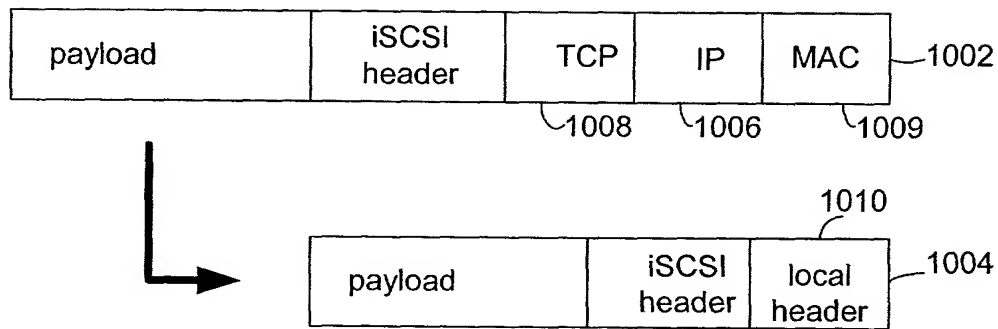 payload
iSCSI
header
TCP
IP
MAC
1002
1008
1006
1009
1010
payload
iSCSI
header
local
header
1004